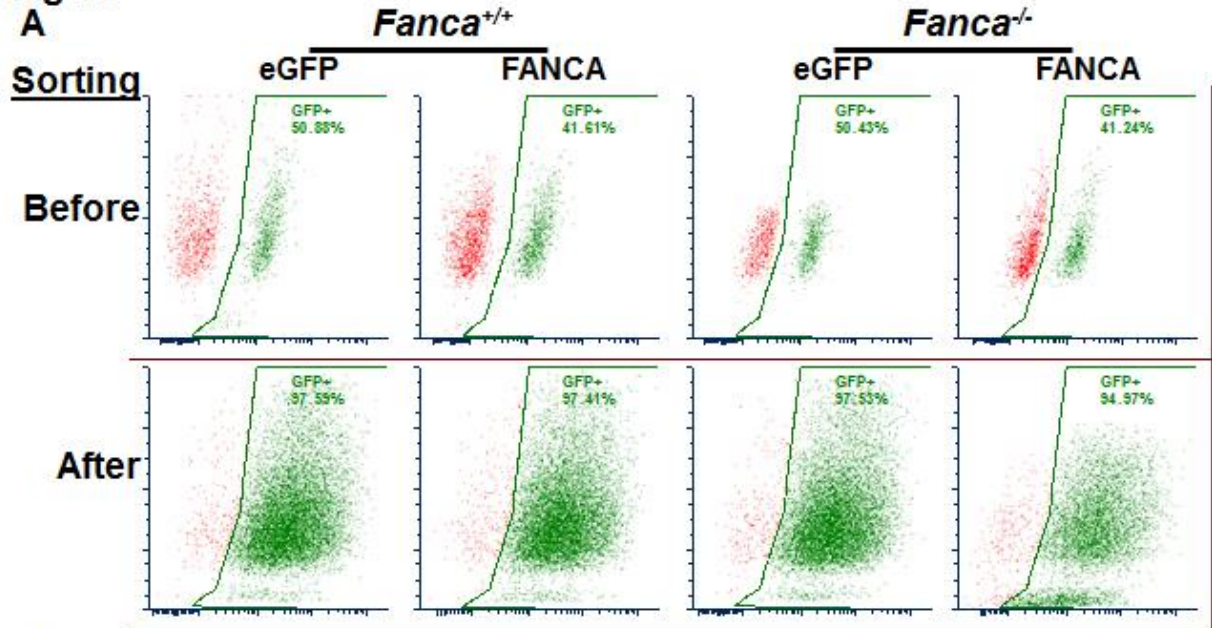 A
Fanca+/+ Fanca-/-
Sorting eGFP FANCA eGFP FANCA
Before
GFP+ GFP+ GFP+ GFP+
50.88% 41.61% 50.43% 41.24%
After
GFP+ GFP+ GFP+ GFP+
97.59% 97.41% 97.53% 94.97%